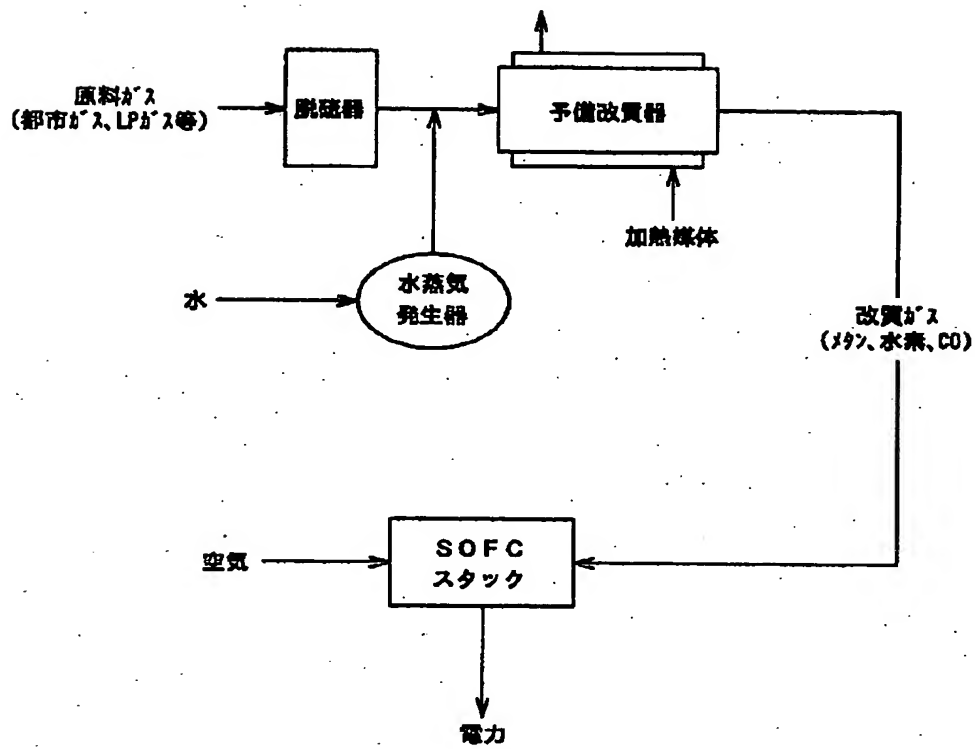 原料ガス
(都市ガス、LPガス等)
脱硫器
予備改質器
加熱媒体
水
水蒸気
発生器
改質ガス
(メタン、水素、CO)
空気
SOFC
スタック
電力